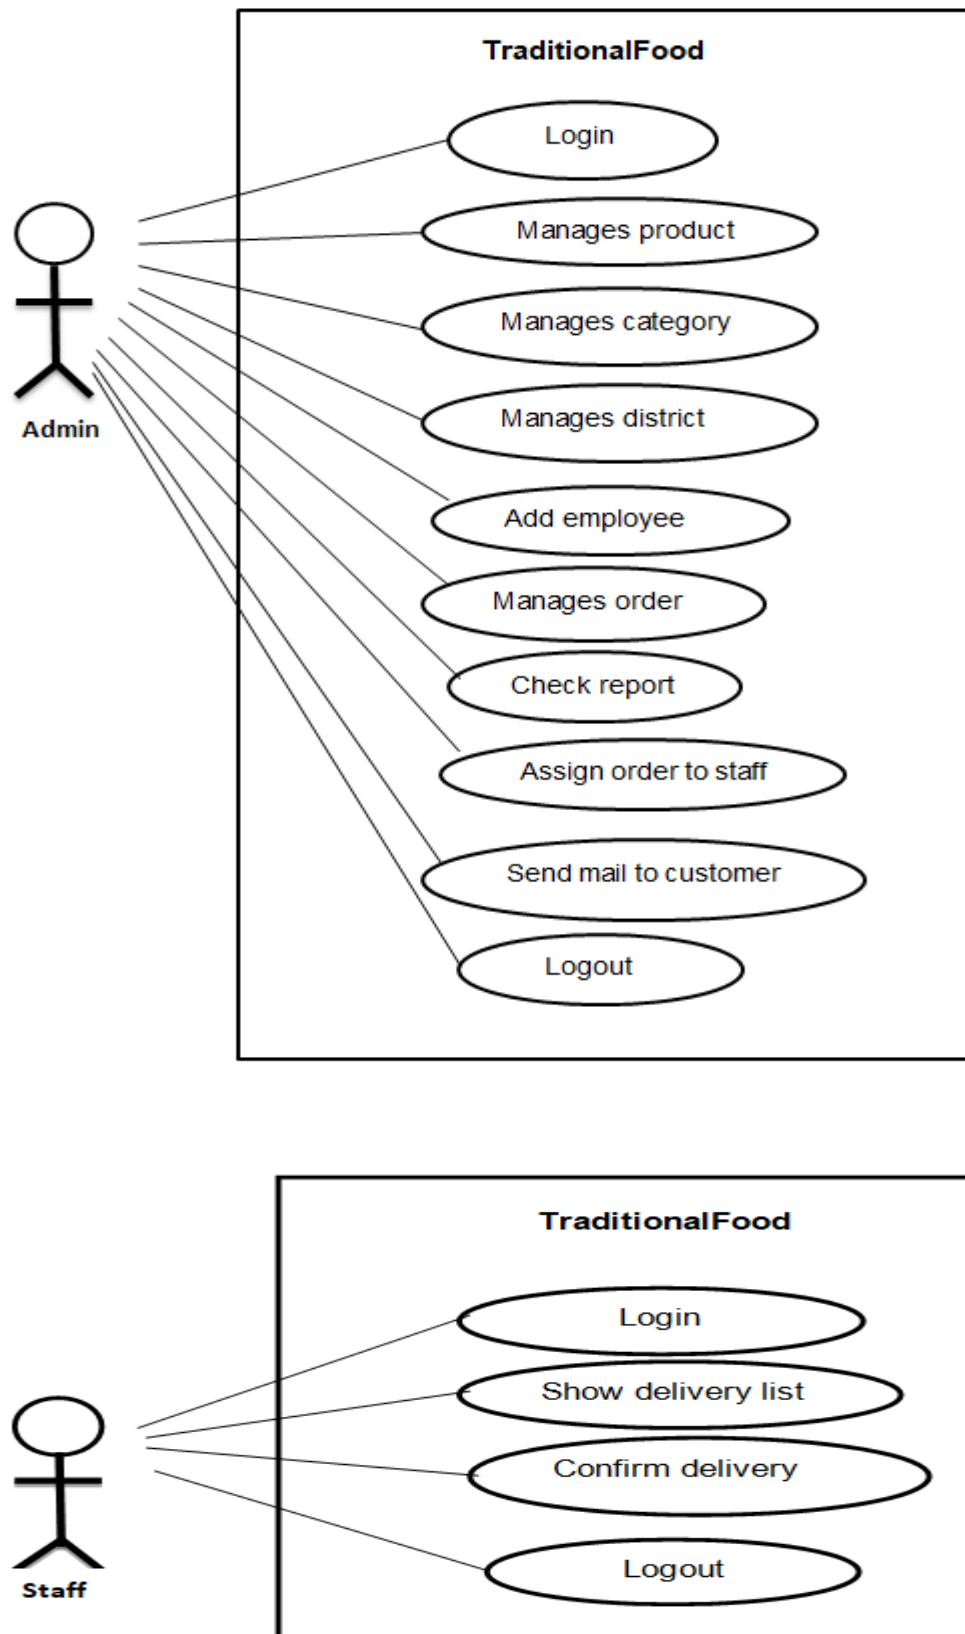 TraditionalFood
Login
Manages product
Manages category
Manages district
Admin
Add employee
Manages order
Check report
Assign order to staff
Send mail to customer
Logout
TraditionalFood
Login
Show delivery list
Confirm delivery
Logout
Staff